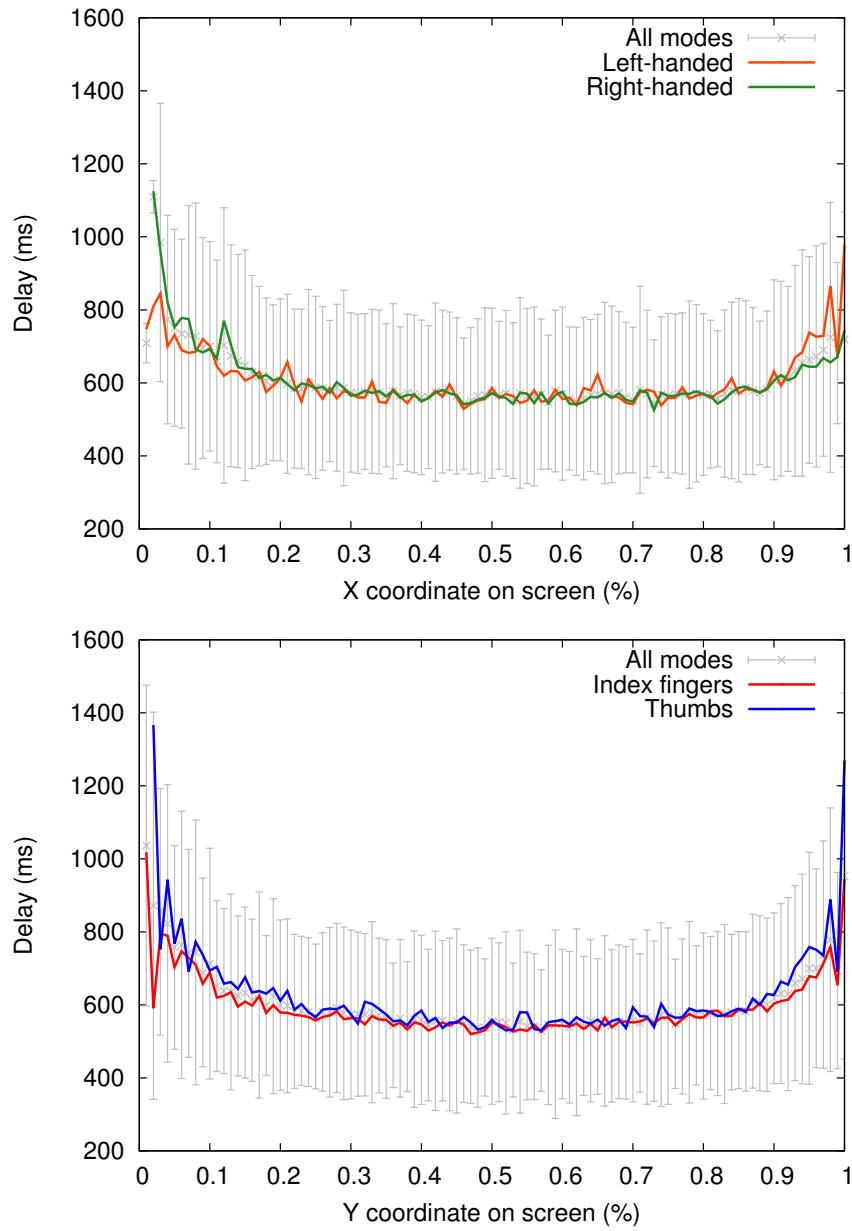 1600
1400
1200
1000
800
600
400
200
Delay (ms)
All modes
Left-handed
Right-handed
0 0.1 0.2 0.3 0.4 0.5 0.6 0.7 0.8 0.9 1
X coordinate on screen (%)
1600
1400
1200
1000
800
600
400
200
Delay (ms)
All modes
Index fingers
Thumbs
0 0.1 0.2 0.3 0.4 0.5 0.6 0.7 0.8 0.9 1
Y coordinate on screen (%)